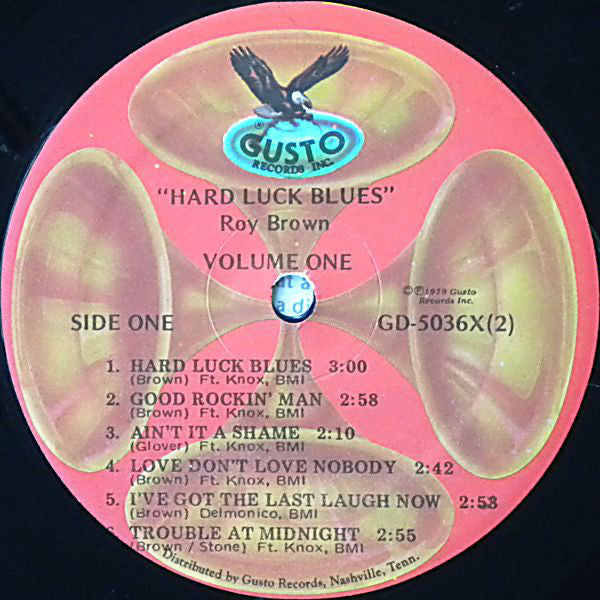 GUSTO
RECORDS INC.
"HARD LUCK BLUES"
Roy Brown
VOLUME ONE
©℗1979 Gusto
Records Inc.
SIDE ONE
GD-5036X(2)
1. HARD LUCK BLUES 3:00
(Brown) Ft. Knox, BMI
2. GOOD ROCKIN' MAN 2:58
(Brown) Ft. Knox, BMI
3. AIN'T IT A SHAME 2:10
(Glover) Ft. Knox, BMI
4. LOVE DON'T LOVE NOBODY 2:42
(Brown) Ft. Knox, BMI
5. I'VE GOT THE LAST LAUGH NOW 2:53
(Brown) Delmonico, BMI
6. TROUBLE AT MIDNIGHT 2:55
(Brown / Stone) Ft. Knox, BMI
Distributed by Gusto Records, Nashville, Tenn.